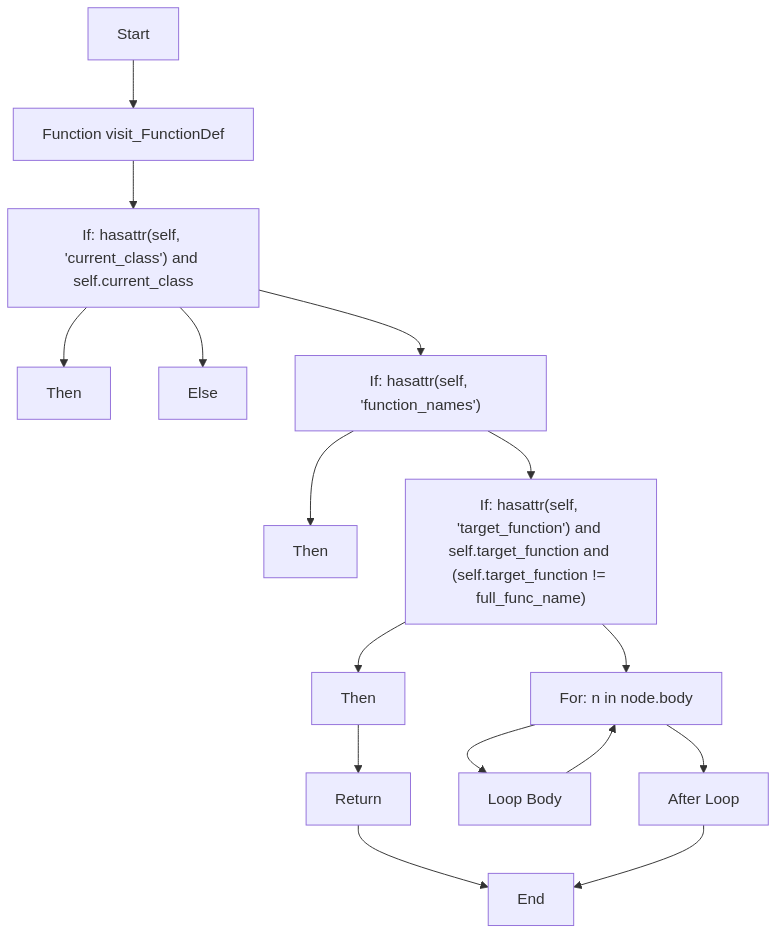 Start
Function visit_FunctionDef
If: hasattr(self,
'current_class') and
self.current_class
Then
Else
If: hasattr(self,
'function_names')
Then
If: hasattr(self,
'target_function') and
self.target_function and
(self.target_function !=
full_func_name)
Then
For: n in node.body
Return
Loop Body
After Loop
End